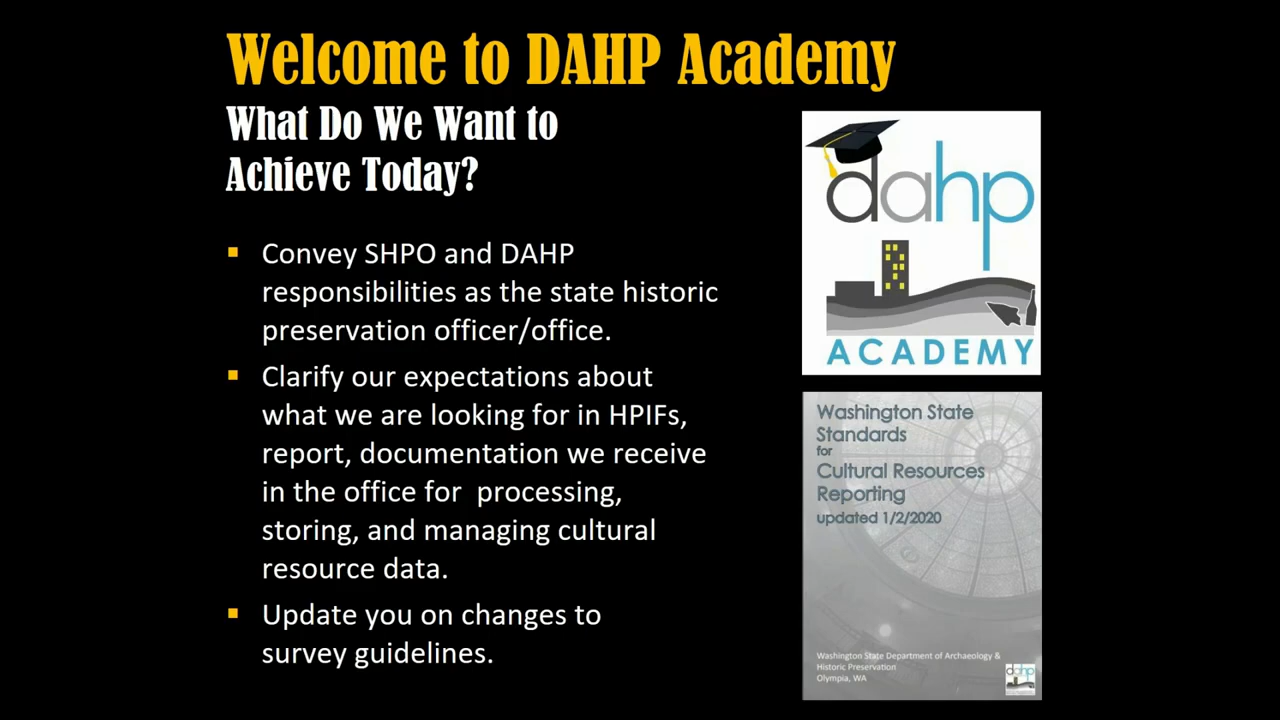 Welcome to DAHP Academy
What Do We Want to
Achieve Today?
▪ Convey SHPO and DAHP
responsibilities as the state historic
preservation officer/office.
▪ Clarify our expectations about
what we are looking for in HPIFs,
report, documentation we receive
in the office for  processing,
storing, and managing cultural
resource data.
▪ Update you on changes to
survey guidelines.
dahp
ACADEMY
Washington State
Standards
for
Cultural Resources
Reporting
updated 1/2/2020
Washington State Department of Archaeology &
Historic Preservation
Olympia, WA
dahp